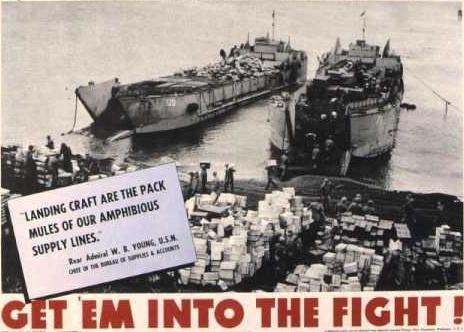 120
"LANDING CRAFT ARE THE PACK
MULES OF OUR AMPHIBIOUS
SUPPLY LINES."
Rear Admiral W. B. YOUNG, U.S.N.
CHIEF OF THE BUREAU OF SUPPLIES & ACCOUNTS
GET 'EM INTO THE FIGHT!